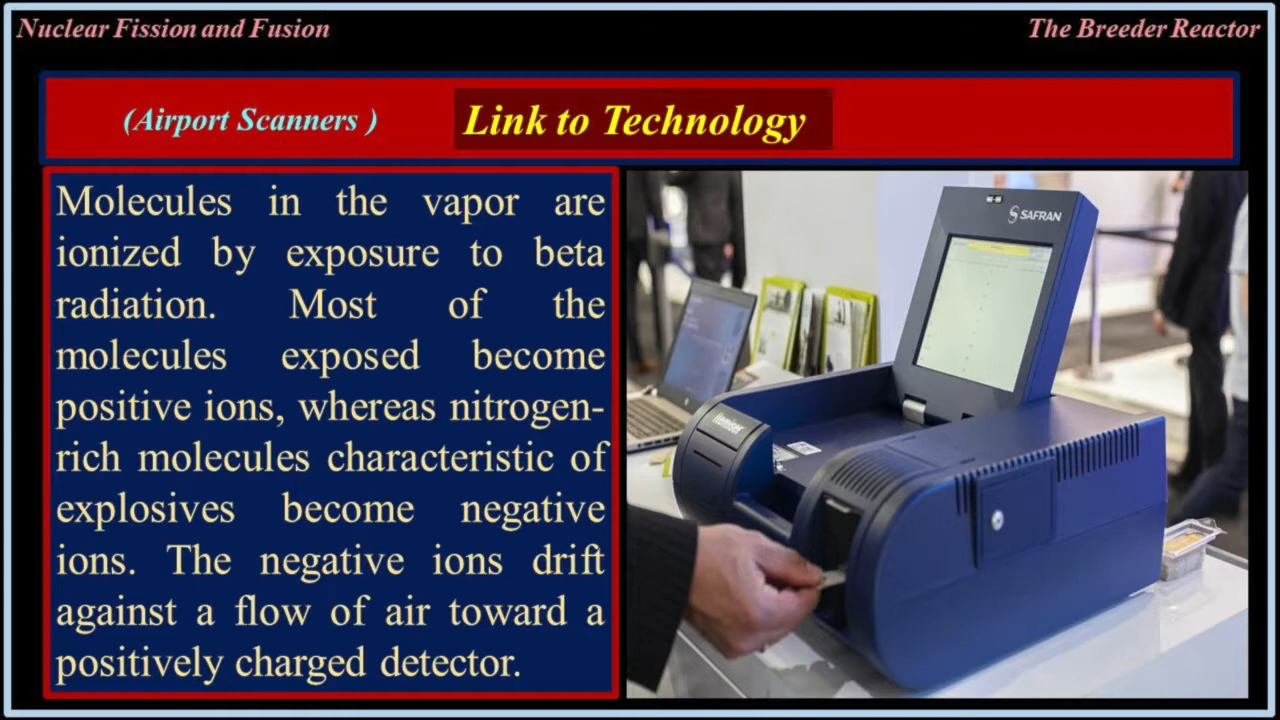 Nuclear Fission and Fusion
The Breeder Reactor
(Airport Scanners )
Link to Technology
Molecules in the vapor are
ionized by exposure to beta
radiation. Most of the
molecules exposed become
positive ions, whereas nitrogen-
rich molecules characteristic of
explosives become negative
ions. The negative ions drift
against a flow of air toward a
positively charged detector.
SAFRAN